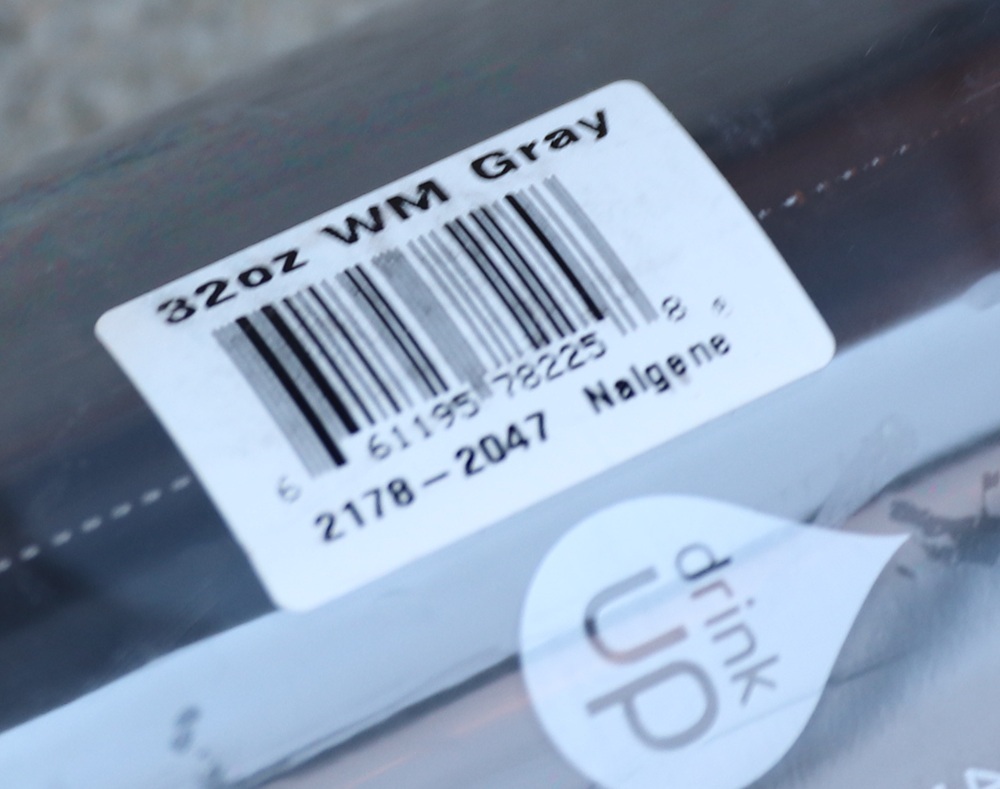 32oz WM Gray
6 61195 78225 8
2178-2047 Nalgene
drink
UP